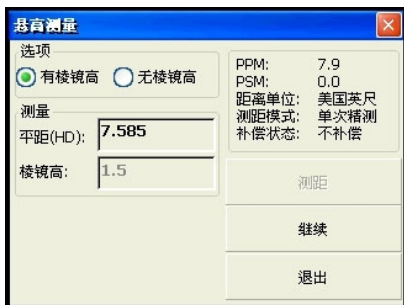 悬高测量
选项
有棱镜高 无棱镜高
测量
平距(HD): 7.585
棱镜高: 1.5
PPM: 7.9
PSM: 0.0
距离单位: 美国英尺
测距模式: 单次精测
补偿状态: 不补偿
测距
继续
退出